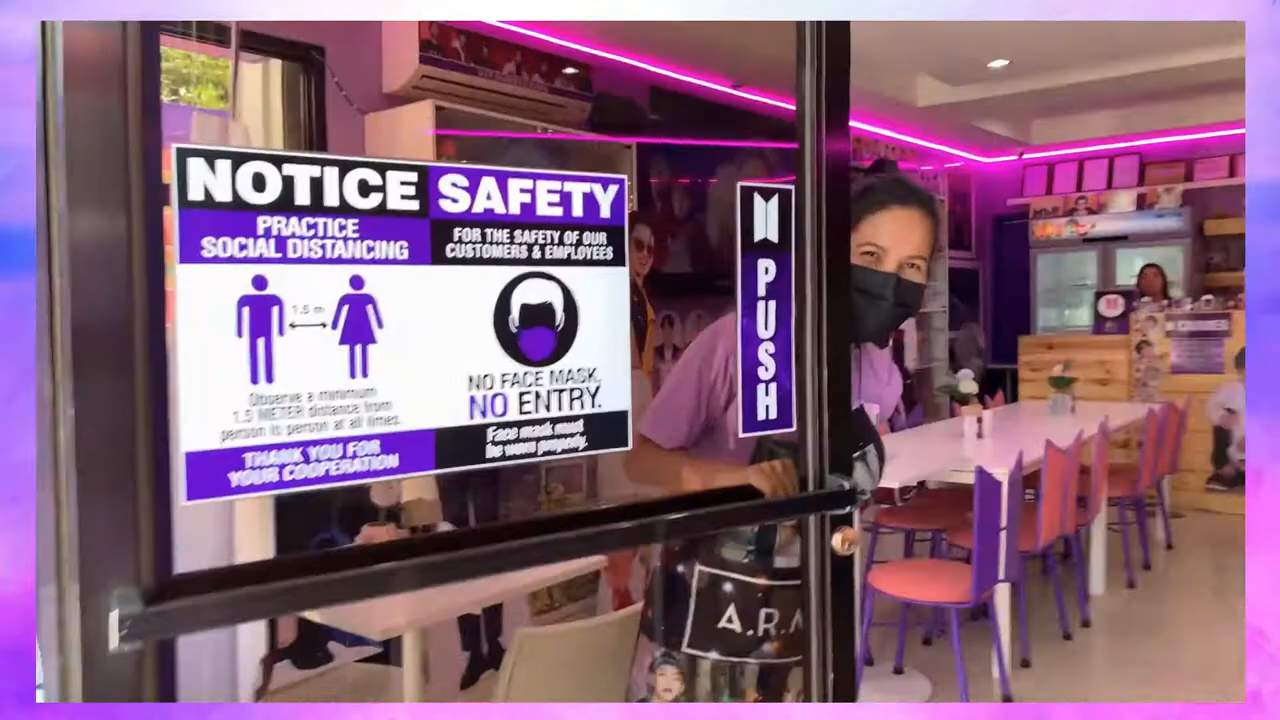 NOTICE
PRACTICE
SOCIAL DISTANCING
1.5 m
Observe a minimum
1.5 METER distance from
person to person at all times.
THANK YOU FOR
YOUR COOPERATION
SAFETY
FOR THE SAFETY OF OUR
CUSTOMERS & EMPLOYEES
NO FACE MASK,
NO ENTRY.
Face mask must
be worn properly.
PUSH
A.R.M